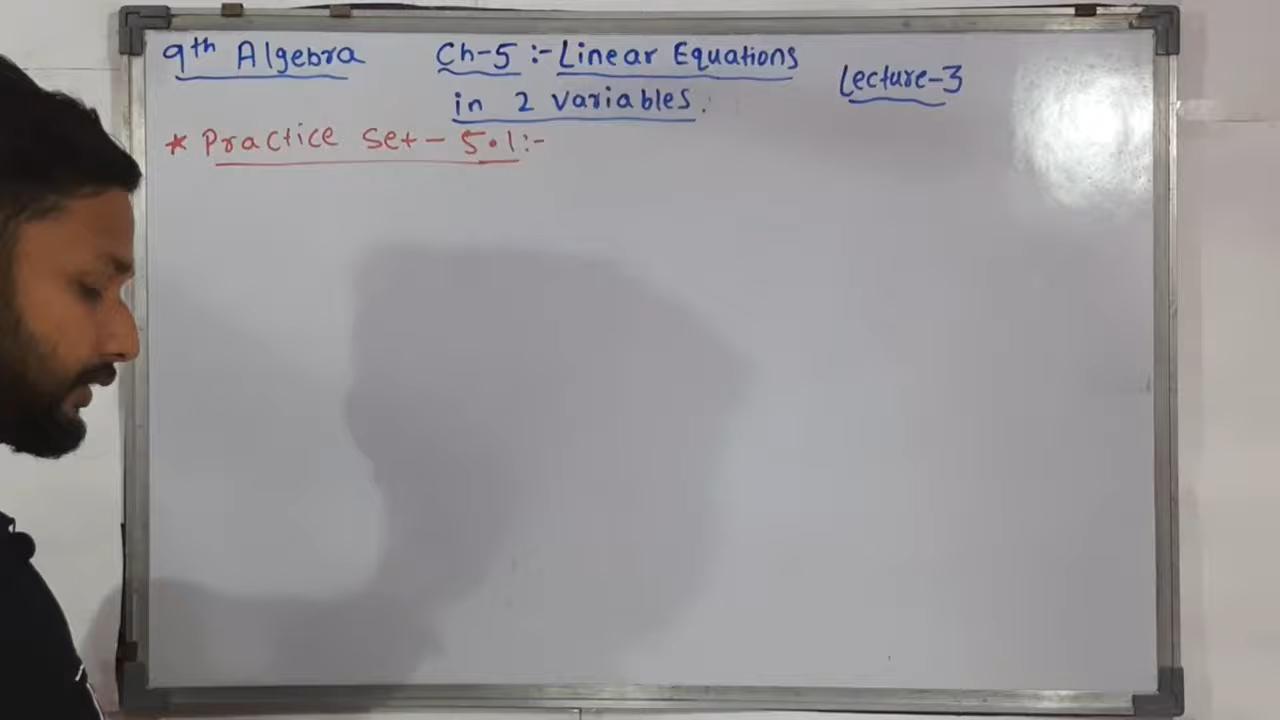 9th Algebra Ch-5 :- Linear Equations
in 2 variables.
Lecture-3
* Practice Set - 5.1:-